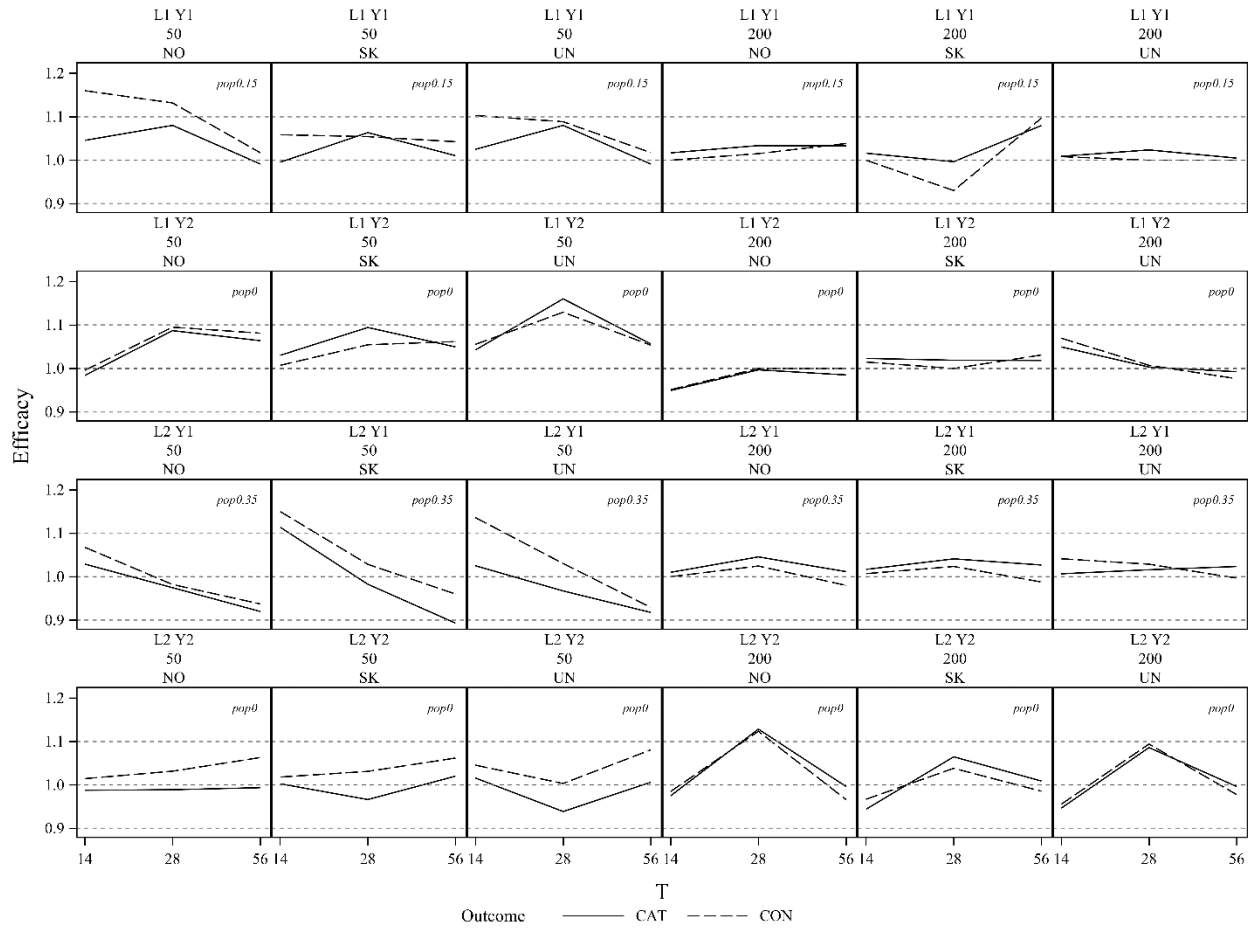 L1 Y1 L1 Y1 L1 Y1 L1 Y1 L1 Y1 L1 Y1
50 50 50 200 200 200
NO SK UN NO SK UN
1.2 pop0.15 pop0.15 pop0.15 pop0.15 pop0.15 pop0.15
1.1
1.0
0.9
L1 Y2 L1 Y2 L1 Y2 L1 Y2 L1 Y2 L1 Y2
50 50 50 200 200 200
NO SK UN NO SK UN
1.2 pop0 pop0 pop0 pop0 pop0 pop0
1.1
1.0
0.9
Efficacy
L2 Y1 L2 Y1 L2 Y1 L2 Y1 L2 Y1 L2 Y1
50 50 50 200 200 200
NO SK UN NO SK UN
1.2 pop0.35 pop0.35 pop0.35 pop0.35 pop0.35 pop0.35
1.1
1.0
0.9
L2 Y2 L2 Y2 L2 Y2 L2 Y2 L2 Y2 L2 Y2
50 50 50 200 200 200
NO SK UN NO SK UN
1.2 pop0 pop0 pop0 pop0 pop0 pop0
1.1
1.0
0.9
14 28 56 14 28 56 14 28 56 14 28 56 14 28 56 14 28 56
T
Outcome CAT CON